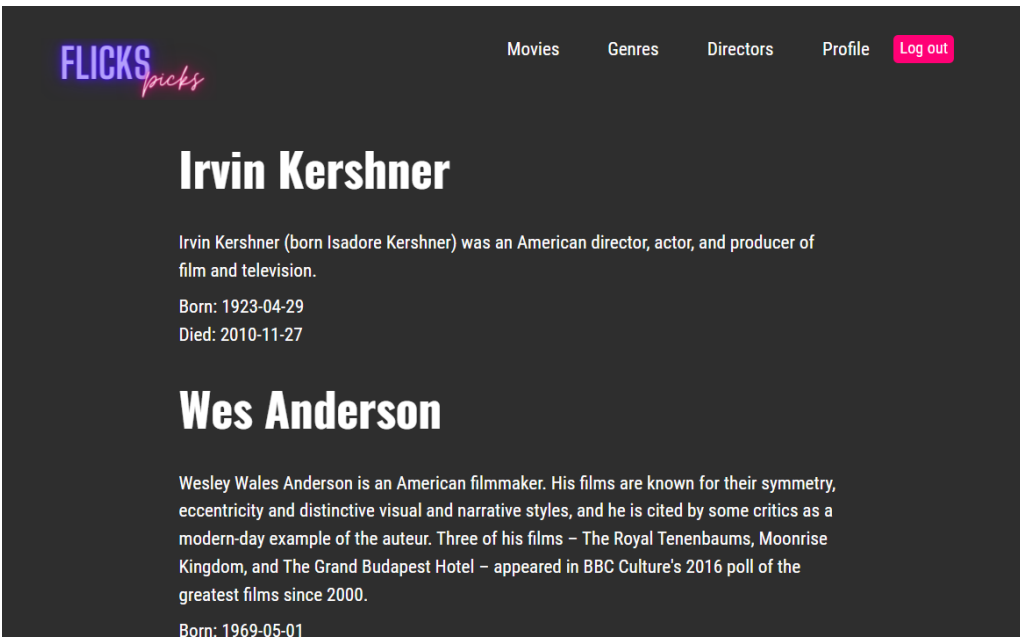 FLICKS picks
Movies Genres Directors Profile Log out
Irvin Kershner
Irvin Kershner (born Isadore Kershner) was an American director, actor, and producer of
film and television.
Born: 1923-04-29
Died: 2010-11-27
Wes Anderson
Wesley Wales Anderson is an American filmmaker. His films are known for their symmetry,
eccentricity and distinctive visual and narrative styles, and he is cited by some critics as a
modern-day example of the auteur. Three of his films – The Royal Tenenbaums, Moonrise
Kingdom, and The Grand Budapest Hotel – appeared in BBC Culture's 2016 poll of the
greatest films since 2000.
Born: 1969-05-01